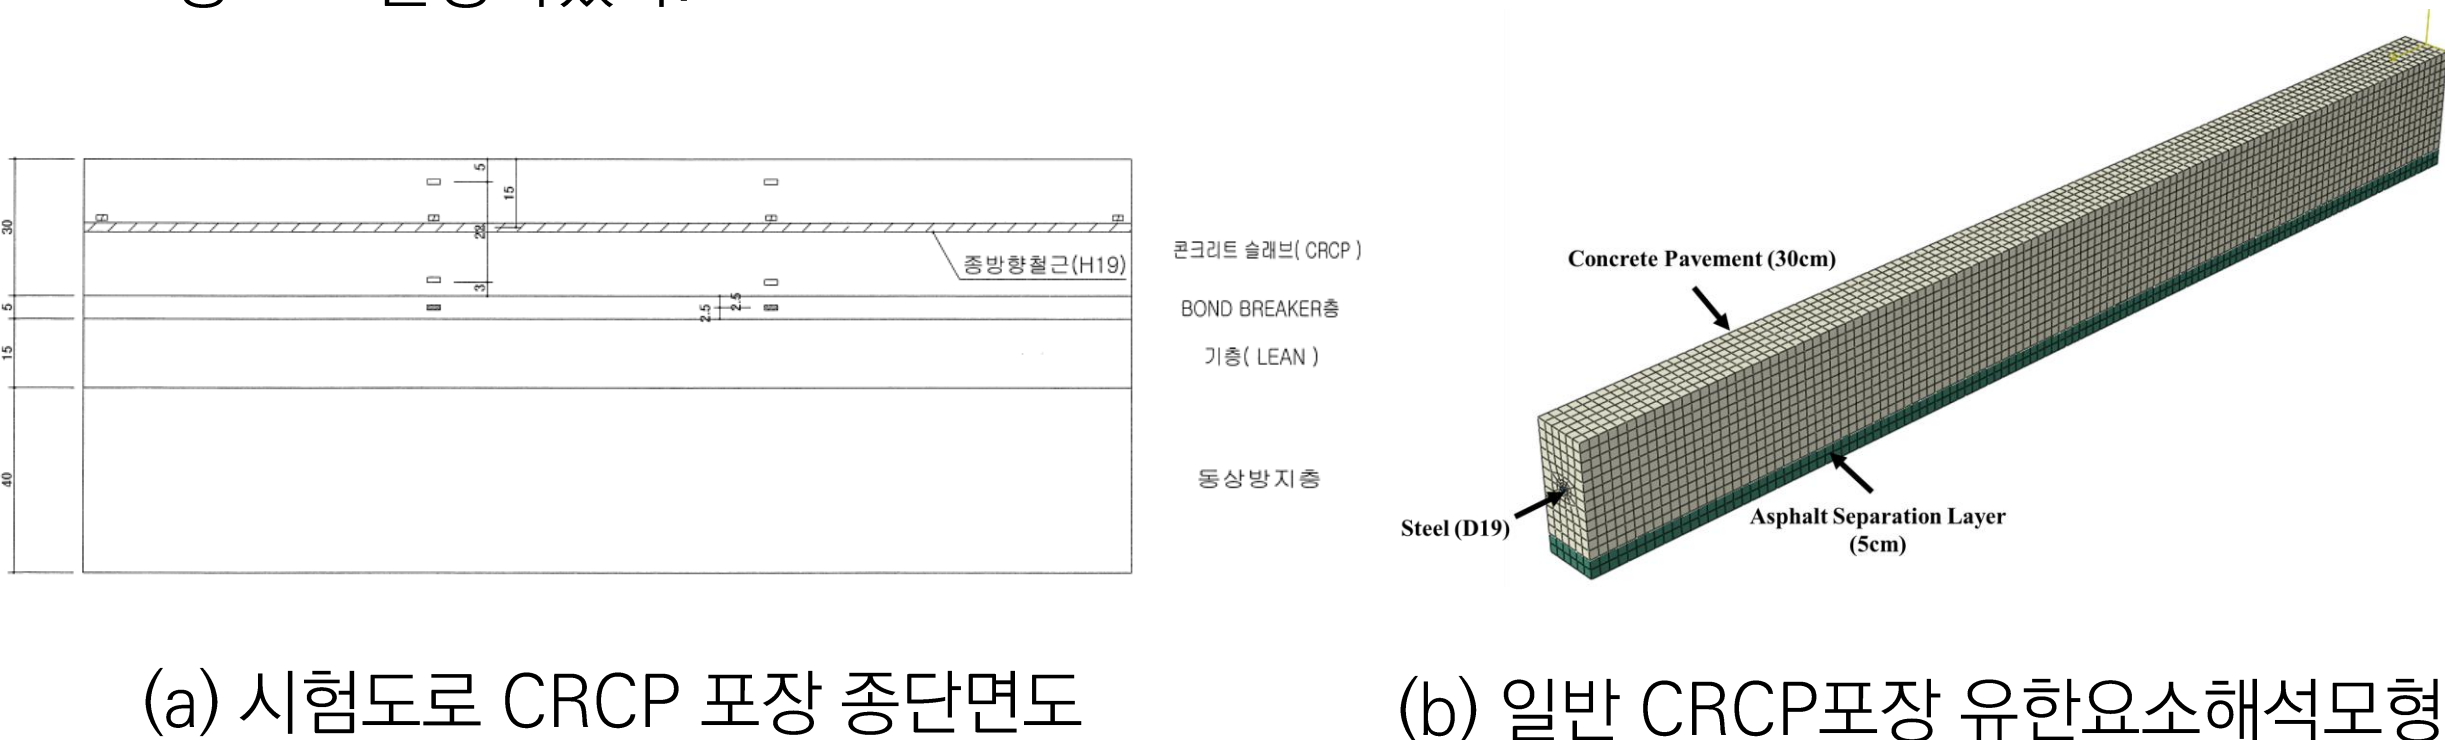 30
5
15
40
5
15
22
3
2.5
2.5
종방향철근(H19)
콘크리트 슬래브( CRCP )
BOND BREAKER층
기층( LEAN )
동상방지층
(a) 시험도로 CRCP 포장 종단면도
Concrete Pavement (30cm)
Steel (D19)
Asphalt Separation Layer
(5cm)
(b) 일반 CRCP포장 유한요소해석모형